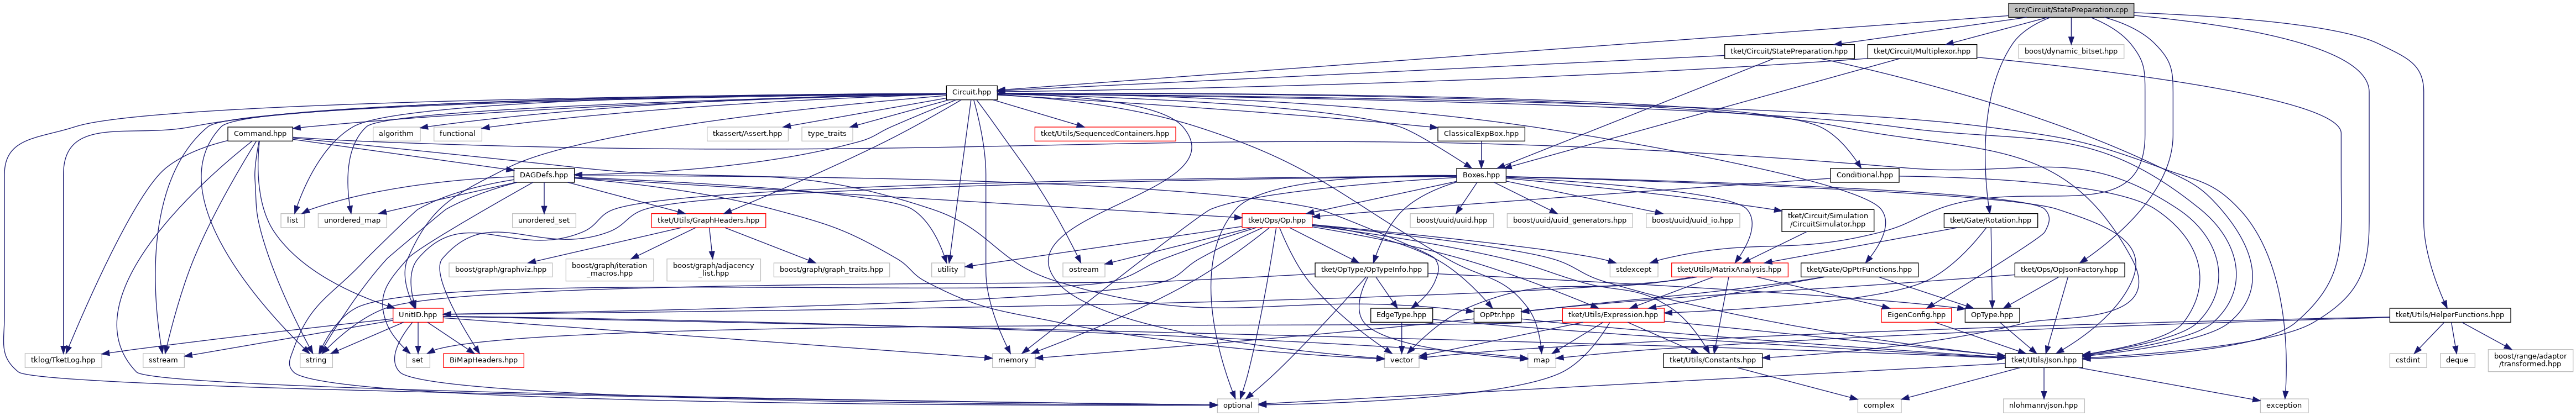 src/Circuit/StatePreparation.cpp
tket/Circuit/StatePreparation.hpp
tket/Circuit/Multiplexor.hpp
boost/dynamic_bitset.hpp
Circuit.hpp
Command.hpp
algorithm
functional
tkassert/Assert.hpp
type_traits
tket/Utils/SequencedContainers.hpp
ClassicalExpBox.hpp
DAGDefs.hpp
Boxes.hpp
Conditional.hpp
list
unordered_map
unordered_set
tket/Utils/GraphHeaders.hpp
tket/Ops/Op.hpp
boost/uuid/uuid.hpp
boost/uuid/uuid_generators.hpp
boost/uuid/uuid_io.hpp
tket/Circuit/Simulation
/CircuitSimulator.hpp
tket/Gate/Rotation.hpp
boost/graph/graphviz.hpp
boost/graph/iteration
_macros.hpp
boost/graph/adjacency
_list.hpp
boost/graph/graph_traits.hpp
utility
ostream
tket/OpType/OpTypeInfo.hpp
stdexcept
tket/Utils/MatrixAnalysis.hpp
tket/Gate/OpPtrFunctions.hpp
tket/Ops/OpJsonFactory.hpp
UnitID.hpp
EdgeType.hpp
OpPtr.hpp
tket/Utils/Expression.hpp
EigenConfig.hpp
OpType.hpp
tket/Utils/HelperFunctions.hpp
tklog/TketLog.hpp
sstream
string
set
BiMapHeaders.hpp
memory
vector
map
tket/Utils/Constants.hpp
tket/Utils/Json.hpp
cstdint
deque
boost/range/adaptor
/transformed.hpp
optional
complex
nlohmann/json.hpp
exception